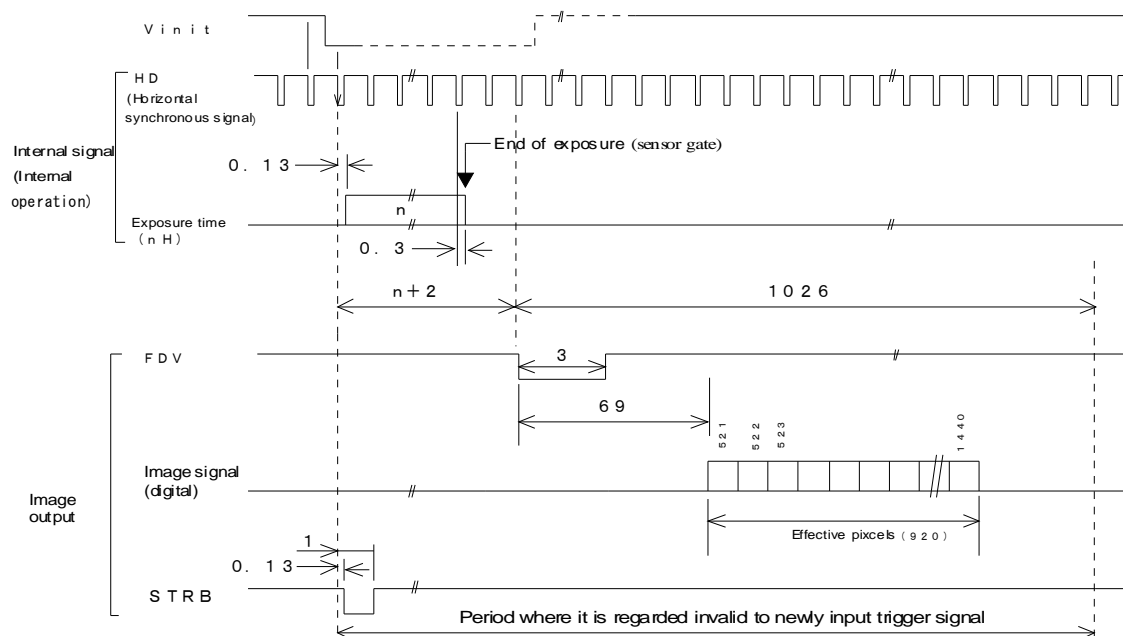 Vinit
HD
(Horizontal
synchronous signal)
Internal signal
(Internal
operation)
End of exposure (sensor gate)
0. 13
n
Exposure time
(nH)
0. 3
n+2
1026
FDV
3
69
521
522
523
1440
Image signal
(digital)
Image
output
Effective pixcels (920)
1
0. 13
STRB
Period where it is regarded invalid to newly input trigger signal